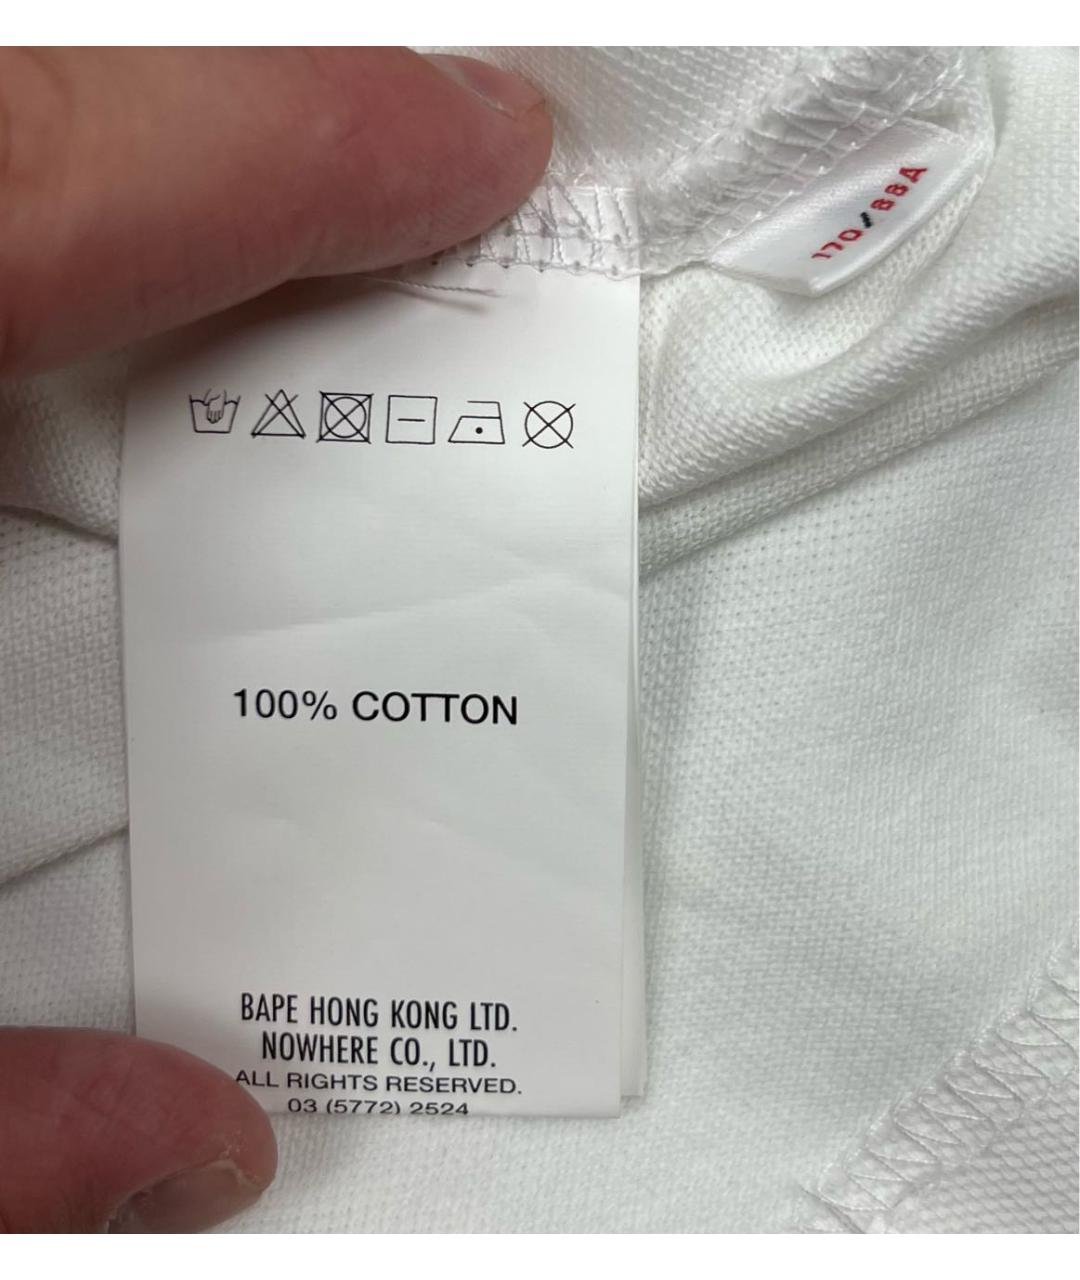 170/88A
100% COTTON
BAPE HONG KONG LTD.
NOWHERE CO., LTD.
ALL RIGHTS RESERVED.
03 (5772) 2524